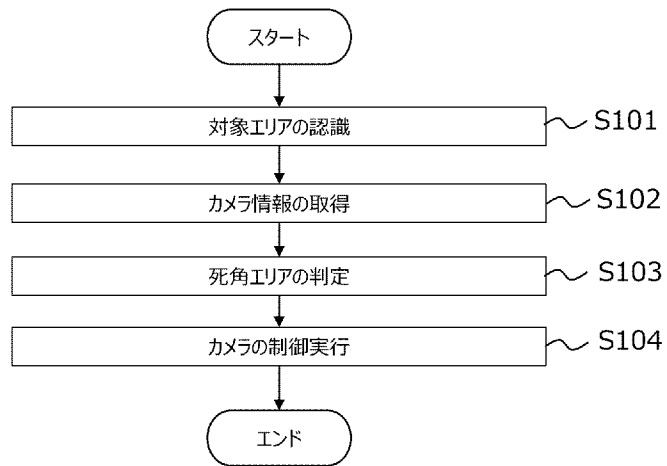 スタート
対象エリアの認識
S101
カメラ情報の取得
S102
死角エリアの判定
S103
カメラの制御実行
S104
エンド